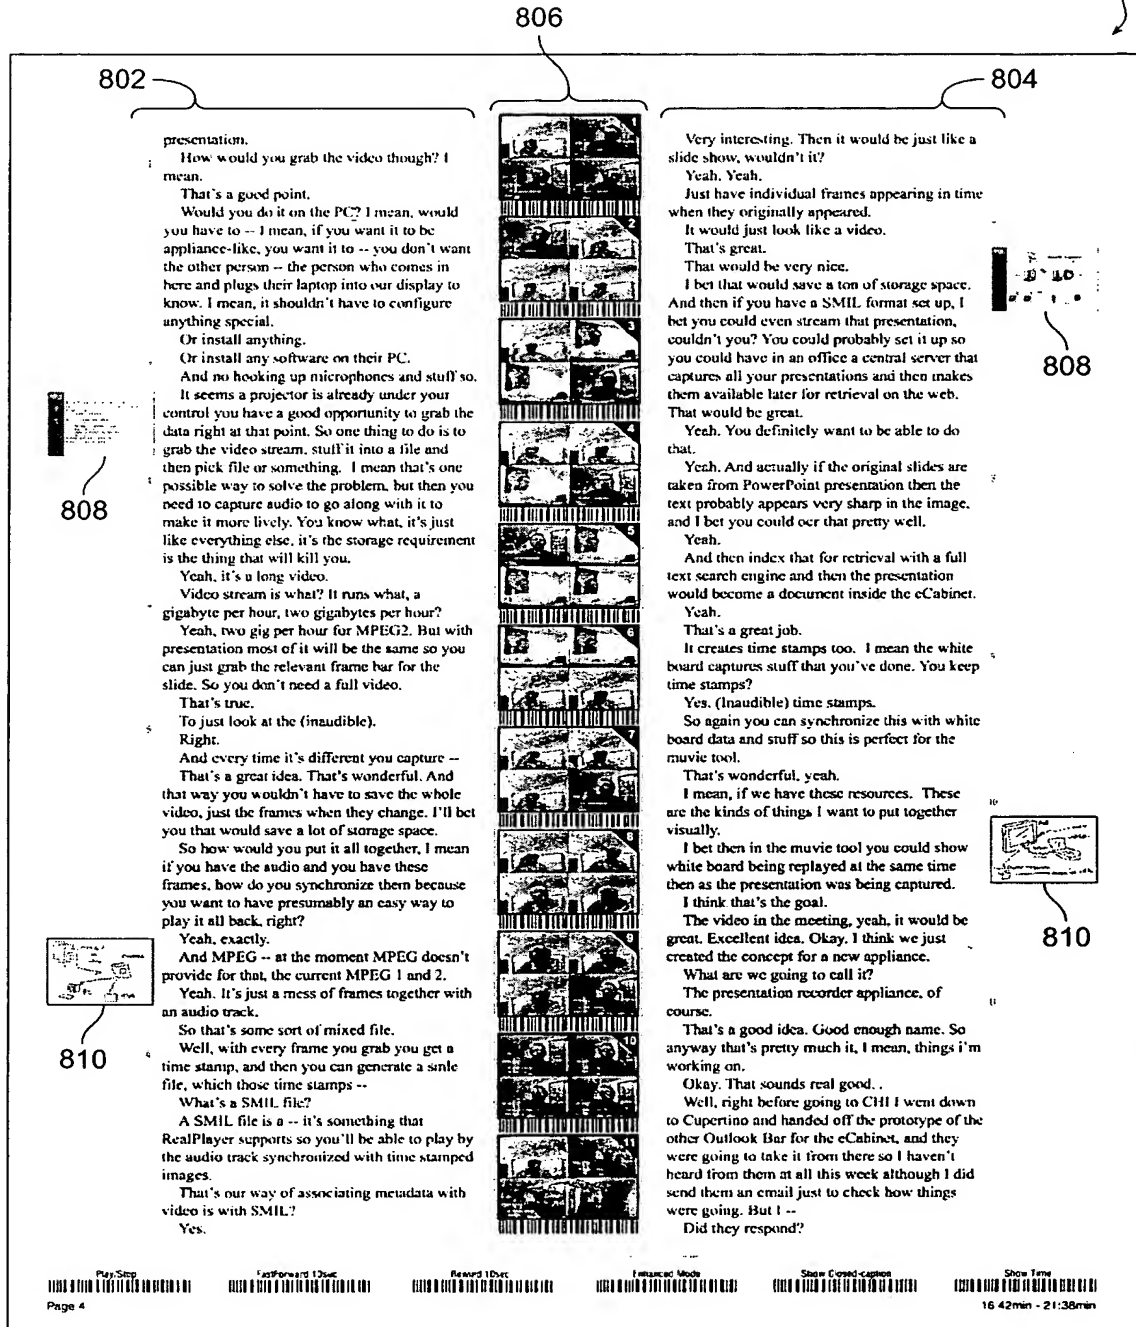 806
802
804
presentation.
How would you grab the video though? I
mean.
That's a good point.
Would you do it on the PC? I mean, would
you have to -- I mean, if you want it to be
appliance-like, you want it to -- you don't want
the other person -- the person who comes in
here and plugs their laptop into our display to
know. I mean, it shouldn't have to configure
anything special.
Or install anything.
Or install any software on their PC.
And no hooking up microphones and stuff so.
It seems a projector is already under your
control you have a good opportunity to grab the
data right at that point. So one thing to do is to
grab the video stream, stuff it into a file and
then pick file or something. I mean that's one
possible way to solve the problem, but then you
need to capture audio to go along with it to
make it more lively. You know what, it's just
like everything else, it's the storage requirement
is the thing that will kill you.
Yeah, it's a long video.
Video stream is what? It runs what, a
gigabyte per hour, two gigabytes per hour?
Yeah, two gig per hour for MPEG2. But with
presentation most of it will be the same so you
can just grab the relevant frame bar for the
slide. So you don't need a full video.
That's true.
To just look at the (inaudible).
Right.
And every time it's different you capture --
That's a great idea. That's wonderful. And
that way you wouldn't have to save the whole
video, just the frames when they change. I'll bet
you that would save a lot of storage space.
So how would you put it all together, I mean
if you have the audio and you have these
frames, how do you synchronize them because
you want to have presumably an easy way to
play it all back, right?
Yeah, exactly.
And MPEG -- at the moment MPEG doesn't
provide for that, the current MPEG 1 and 2.
Yeah. It's just a mess of frames together with
an audio track.
So that's some sort of mixed file.
Well, with every frame you grab you get a
time stamp, and then you can generate a smle
file, which those time stamps --
What's a SMIL file?
A SMIL file is a -- it's something that
RealPlayer supports so you'll be able to play by
the audio track synchronized with time stamped
images.
That's our way of associating metadata with
video is with SMIL?
Yes.
808
810
1
2
3
4
5
6
7
8
9
10
11
Very interesting. Then it would be just like a
slide show, wouldn't it?
Yeah. Yeah.
Just have individual frames appearing in time
when they originally appeared.
It would just look like a video.
That's great.
That would be very nice.
I bet that would save a ton of storage space.
And then if you have a SMIL format set up, I
bet you could even stream that presentation,
couldn't you? You could probably set it up so
you could have in an office a central server that
captures all your presentations and then makes
them available later for retrieval on the web.
That would be great.
Yeah. You definitely want to be able to do
that.
Yeah. And actually if the original slides are
taken from PowerPoint presentation then the
text probably appears very sharp in the image,
and I bet you could ocr that pretty well.
Yeah.
And then index that for retrieval with a full
text search engine and then the presentation
would become a document inside the eCabinet.
Yeah.
That's a great job.
It creates time stamps too. I mean the white
board captures stuff that you've done. You keep
time stamps?
Yes. (Inaudible) time stamps.
So again you can synchronize this with white
board data and stuff so this is perfect for the
muvie tool.
That's wonderful, yeah.
I mean, if we have these resources. These
are the kinds of things I want to put together
visually.
I bet then in the muvie tool you could show
white board being replayed at the same time
then as the presentation was being captured.
I think that's the goal.
The video in the meeting, yeah, it would be
great. Excellent idea. Okay. I think we just
created the concept for a new appliance.
What are we going to call it?
The presentation recorder appliance, of
course.
That's a good idea. Good enough name. So
anyway that's pretty much it, I mean, things i'm
working on.
Okay. That sounds real good. .
Well, right before going to CHI I went down
to Cupertino and handed off the prototype of the
other Outlook Bar for the eCabinet, and they
were going to take it from there so I haven't
heard from them at all this week although I did
send them an email just to check how things
were going. But I --
Did they respond?
808
810
Play/Stop
FastForward 10sec
Rewind 10sec
Enhanced Mode
Show Closed-caption
Show Time
Page 4
16 42min - 21:38min